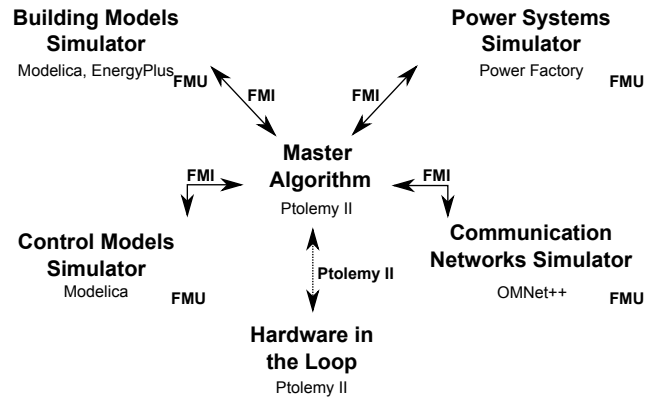 Building Models
Simulator
Modelica, EnergyPlus
FMU
FMI
Power Systems
Simulator
Power Factory
FMU
FMI
Master
Algorithm
Ptolemy II
FMI
Control Models
Simulator
Modelica
FMU
FMI
Communication
Networks Simulator
OMNet++
FMU
Ptolemy II
Hardware in
the Loop
Ptolemy II